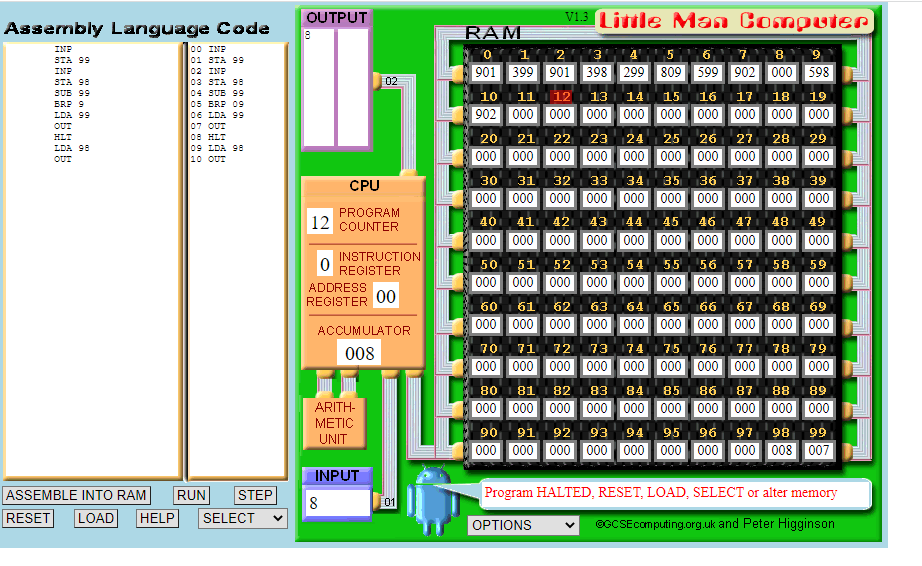 Assembly Language Code
INP
STA 99
INP
STA 98
SUB 99
BRP 9
LDA 99
OUT
HLT
LDA 98
OUT
00 INP
01 STA 99
02 INP
03 STA 98
04 SUB 99
05 BRP 09
06 LDA 99
07 OUT
08 HLT
09 LDA 98
10 OUT
ASSEMBLE INTO RAM RUN STEP
RESET LOAD HELP SELECT
OUTPUT
8
02
CPU
12 PROGRAM COUNTER
0 INSTRUCTION REGISTER
ADDRESS REGISTER 00
ACCUMULATOR
008
ARITH-
METIC
UNIT
INPUT
8
01
V1.3 Little Man Computer
RAM
0 1 2 3 4 5 6 7 8 9
901 399 901 398 299 809 599 902 000 598
10 11 12 13 14 15 16 17 18 19
902 000 000 000 000 000 000 000 000 000
20 21 22 23 24 25 26 27 28 29
000 000 000 000 000 000 000 000 000 000
30 31 32 33 34 35 36 37 38 39
000 000 000 000 000 000 000 000 000 000
40 41 42 43 44 45 46 47 48 49
000 000 000 000 000 000 000 000 000 000
50 51 52 53 54 55 56 57 58 59
000 000 000 000 000 000 000 000 000 000
60 61 62 63 64 65 66 67 68 69
000 000 000 000 000 000 000 000 000 000
70 71 72 73 74 75 76 77 78 79
000 000 000 000 000 000 000 000 000 000
80 81 82 83 84 85 86 87 88 89
000 000 000 000 000 000 000 000 000 000
90 91 92 93 94 95 96 97 98 99
000 000 000 000 000 000 000 000 008 007
Program HALTED, RESET, LOAD, SELECT or alter memory
OPTIONS
©GCSEcomputing.org.uk and Peter Higginson